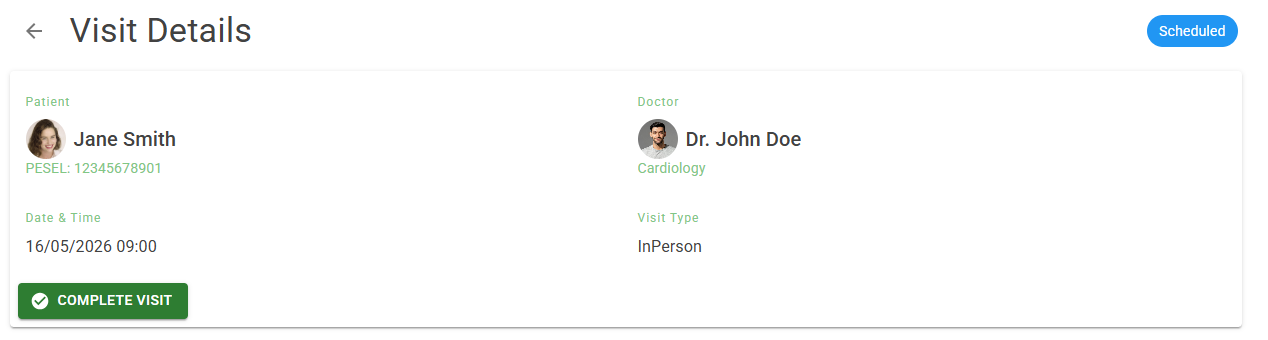 Visit Details
Scheduled
Patient
Doctor
Jane Smith
Dr. John Doe
PESEL: 12345678901
Cardiology
Date & Time
Visit Type
16/05/2026 09:00
InPerson
COMPLETE VISIT